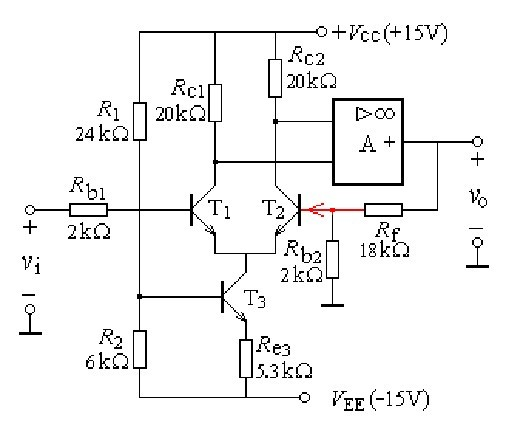 +Vcc(+15V)
Rc2
20kΩ
Rc1
20kΩ
R1
24kΩ
▷∞
A +
Rb1
2kΩ
T1
T2
+
vi
−
Rf
18kΩ
Rb2
2kΩ
+
vo
−
T3
R2
6kΩ
Re3
5.3kΩ
VEE(-15V)